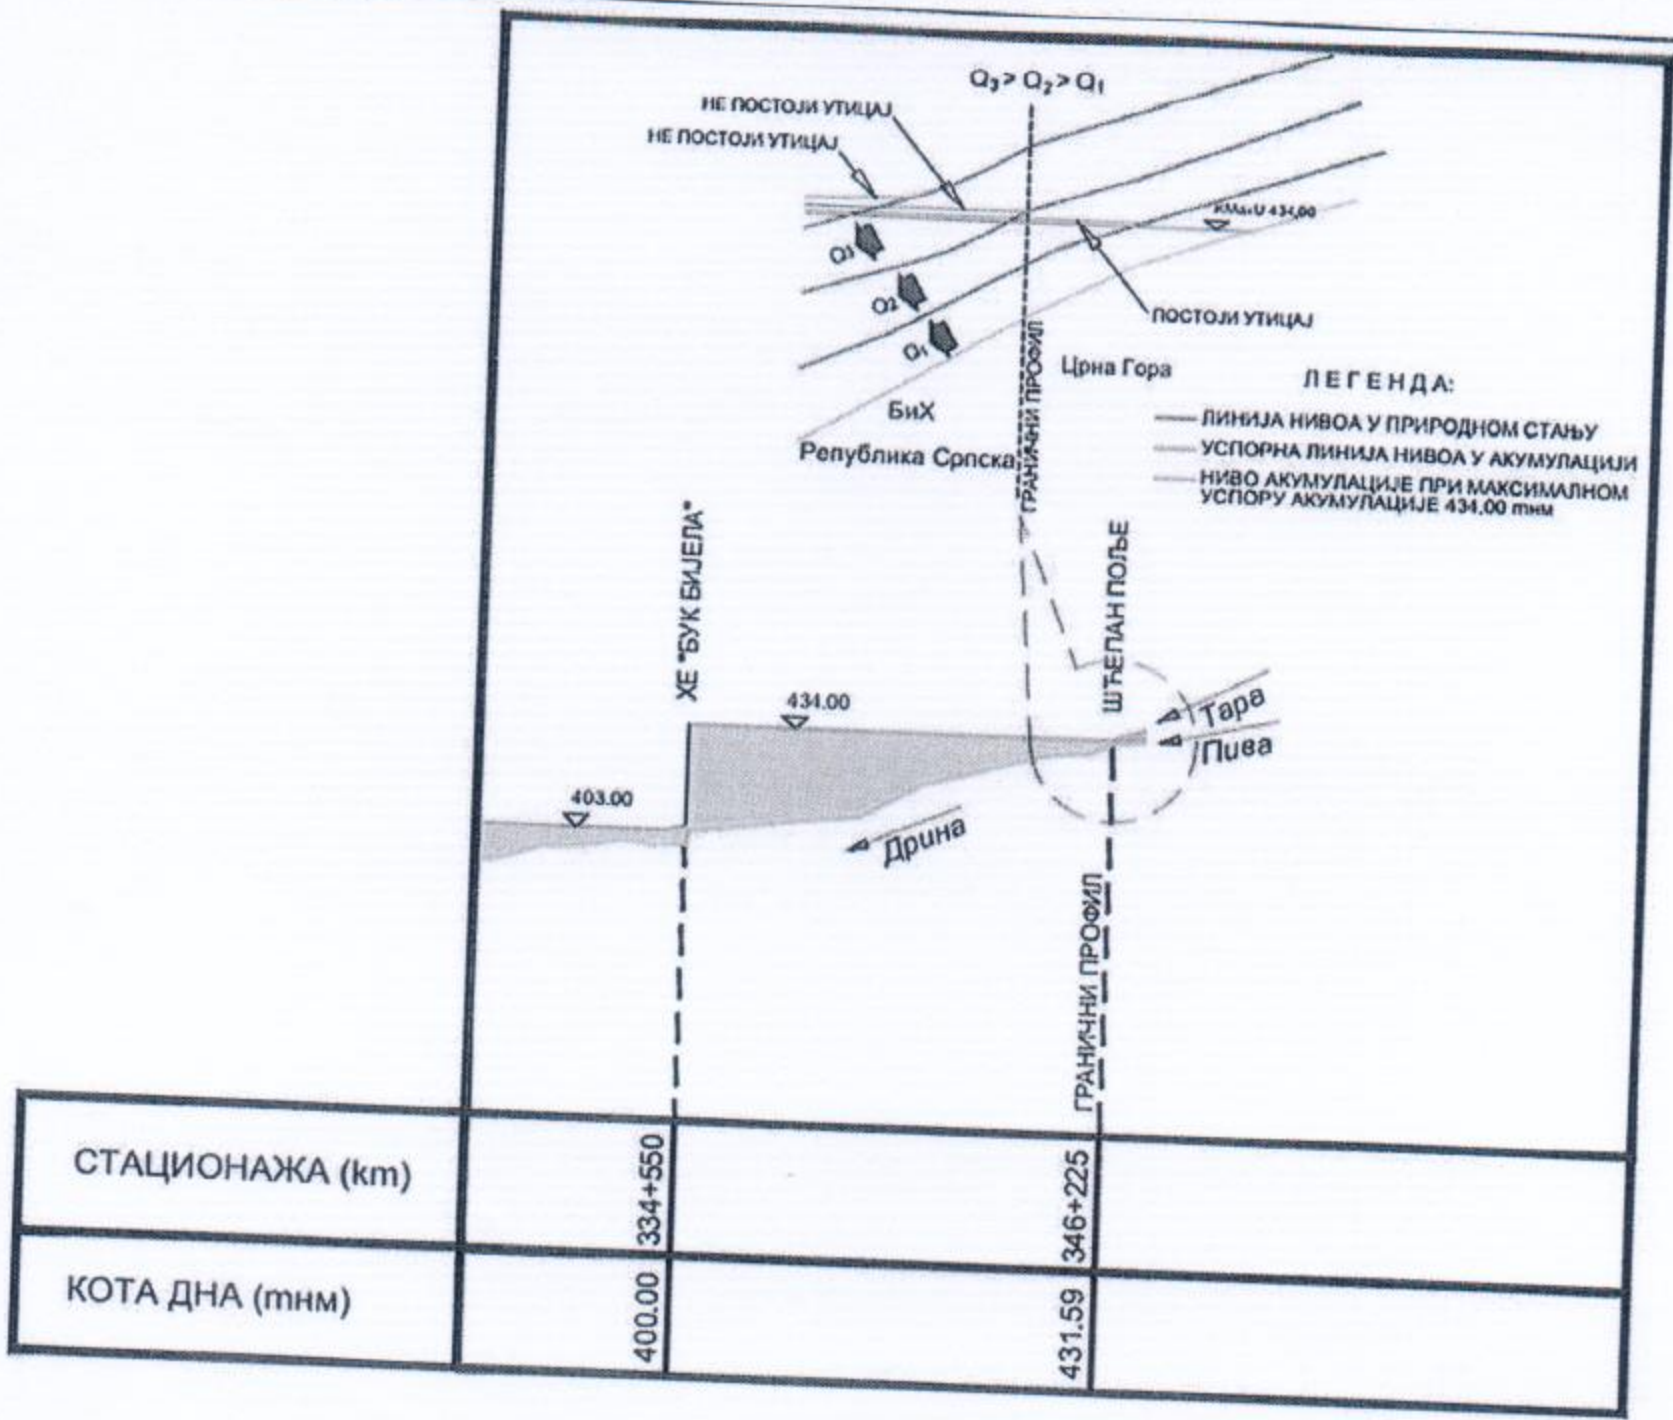 Q3 > Q2 > Q1
НЕ ПОСТОЈИ УТИЦАЈ
НЕ ПОСТОЈИ УТИЦАЈ
434,00
Q3
Q2
Q1
ПОСТОЈИ УТИЦАЈ
ГРАНИЧНИ ПРОФИЛ
Црна Гора
БиХ
Република Српска
ЛЕГЕНДА:
ЛИНИЈА НИВОА У ПРИРОДНОМ СТАЊУ
УСПОРНА ЛИНИЈА НИВОА У АКУМУЛАЦИЈИ
НИВО АКУМУЛАЦИЈЕ ПРИ МАКСИМАЛНОМ
УСПОРУ АКУМУЛАЦИЈЕ 434.00 mнм
ХЕ "БУК БИЈЕЛА"
ШЋЕПАН ПОЉЕ
434.00
Тара
Пива
403.00
Дрина
ГРАНИЧНИ ПРОФИЛ
СТАЦИОНАЖА (km)
334+550
346+225
КОТА ДНА (mнм)
400.00
431.59